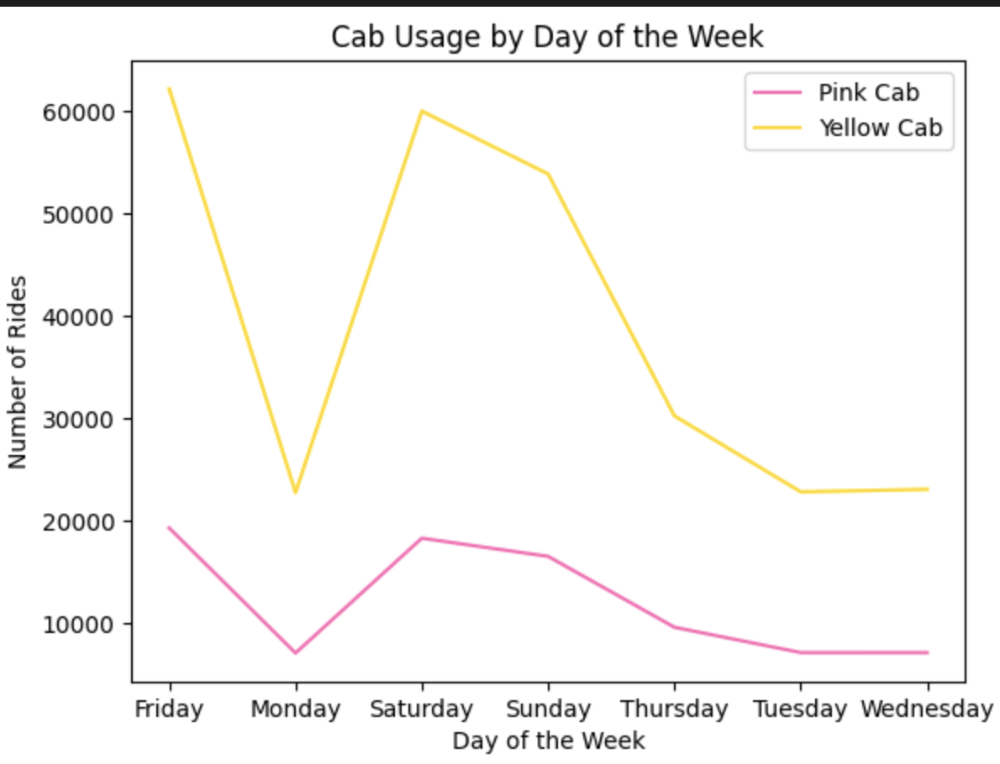 Cab Usage by Day of the Week
Pink Cab
Yellow Cab
60000
50000
40000
30000
20000
10000
Number of Rides
Friday Monday Saturday Sunday Thursday Tuesday Wednesday
Day of the Week